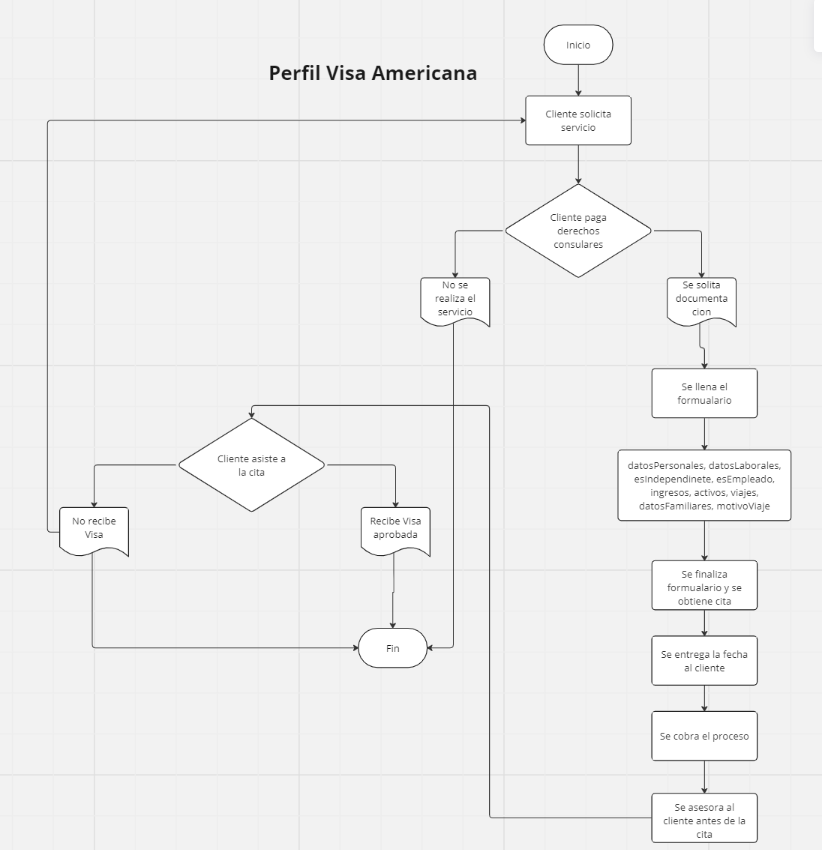 Inicio
Perfil Visa Americana
Cliente solicita
servicio
Cliente paga
derechos
consulares
No se
realiza el
servicio
Se solita
documenta
cion
Se llena el
formualario
Cliente asiste a
la cita
datosPersonales, datosLaborales,
esIndependinete, esEmpleado,
ingresos, activos, viajes,
datosFamiliares, motivoViaje
No recibe
Visa
Recibe Visa
aprobada
Se finaliza
formualario y se
obtiene cita
Fin
Se entrega la fecha
al cliente
Se cobra el proceso
Se asesora al
cliente antes de la
cita